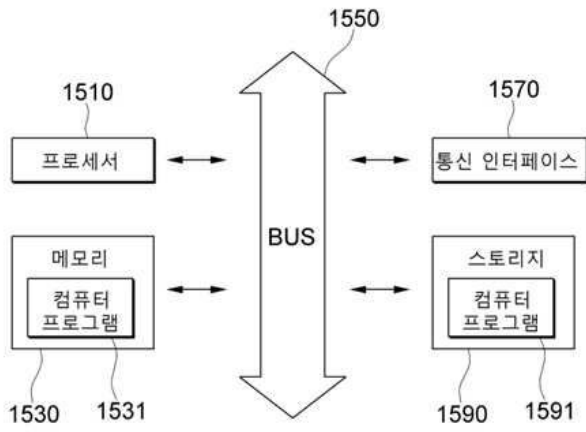 1550
1510
1570
프로세서
통신 인터페이스
BUS
메모리
컴퓨터
프로그램
스토리지
컴퓨터
프로그램
1530
1531
1590
1591